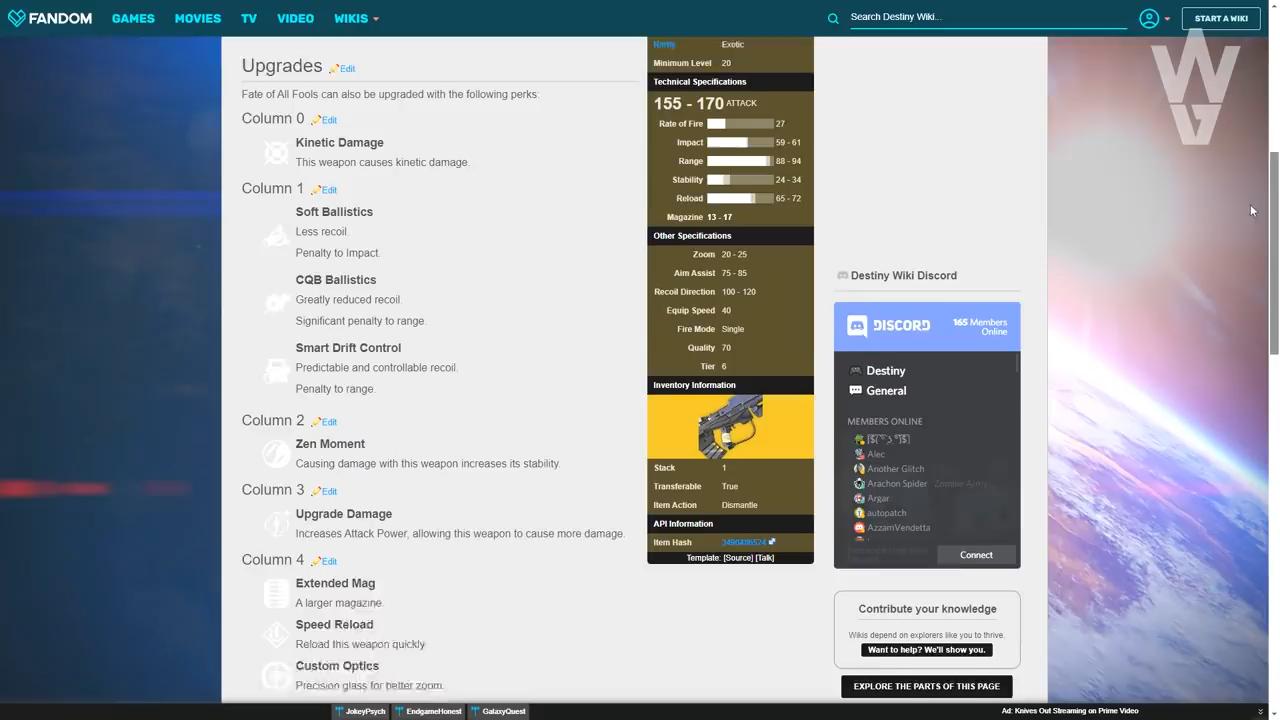 FANDOM GAMES MOVIES TV VIDEO WIKIS Search Destiny Wiki... START A WIKI
Upgrades Edit
Fate of All Fools can also be upgraded with the following perks:
Column 0 Edit
Kinetic Damage
This weapon causes kinetic damage.
Column 1 Edit
Soft Ballistics
Less recoil.
Penalty to Impact.
CQB Ballistics
Greatly reduced recoil.
Significant penalty to range.
Smart Drift Control
Predictable and controllable recoil.
Penalty to range.
Column 2 Edit
Zen Moment
Causing damage with this weapon increases its stability.
Column 3 Edit
Upgrade Damage
Increases Attack Power, allowing this weapon to cause more damage.
Column 4 Edit
Extended Mag
A larger magazine.
Speed Reload
Reload this weapon quickly
Custom Optics
Precision glass for better zoom.
Rarity Exotic
Minimum Level 20
Technical Specifications
155 - 170 ATTACK
Rate of Fire 27
Impact 59 - 61
Range 88 - 94
Stability 24 - 34
Reload 65 - 72
Magazine 13 - 17
Other Specifications
Zoom 20 - 25
Aim Assist 75 - 85
Recoil Direction 100 - 120
Equip Speed 40
Fire Mode Single
Quality 70
Tier 6
Inventory Information
Stack 1
Transferable True
Item Action Dismantle
API Information
Item Hash
Template: [Source] [Talk]
Destiny Wiki Discord
DISCORD 165 Members
Online
Destiny
General
MEMBERS ONLINE
Alec
Another Glitch
Arachon Spider Zombie Army
Argar
autopatch
AzzamVendetta
Connect
Contribute your knowledge
Wikis depend on explorers like you to thrive.
Want to help? We'll show you.
EXPLORE THE PARTS OF THIS PAGE
JokeyPsych EndgameHonest GalaxyQuest Ad: Knives Out Streaming on Prime Video